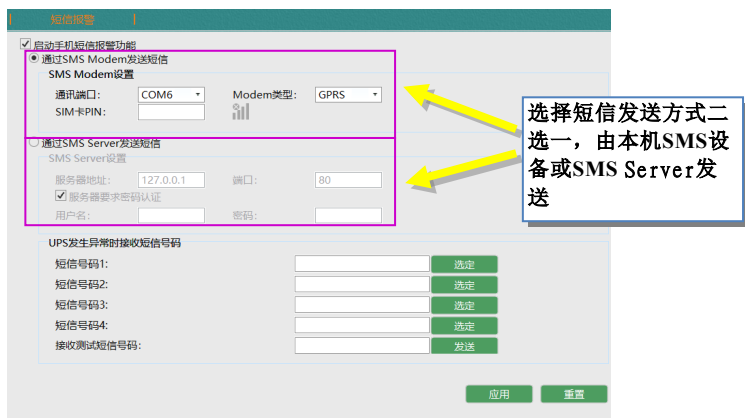 短信报警
启动手机短信报警功能
通过SMS Modem发送短信
SMS Modem设置
通讯端口: COM6 Modem类型: GPRS
SIM卡PIN:
通过SMS Server发送短信
SMS Server设置
服务器地址: 127.0.0.1 端口: 80
服务器要求密码认证
用户名: 密码:
选择短信发送方式二
选一，由本机SMS设
备或SMS Server发
送
UPS发生异常时接收短信号码
短信号码1: 选定
短信号码2: 选定
短信号码3: 选定
短信号码4: 选定
接收测试短信号码: 发送
应用 重置